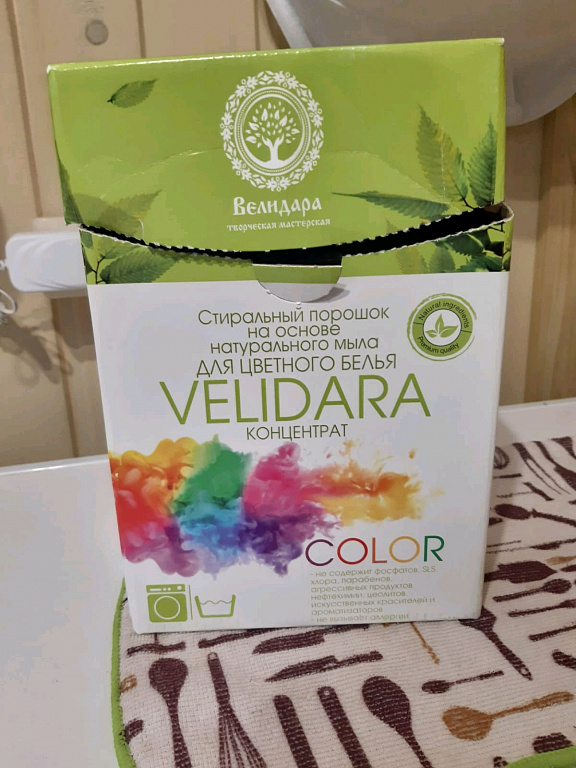 Велидара
творческая мастерская
Стиральный порошок
на основе
натурального мыла
ДЛЯ ЦВЕТНОГО БЕЛЬЯ
VELIDARA
КОНЦЕНТРАТ
Natural ingredients
Premium quality
COLOR
- не содержит фосфатов, SLS,
хлора, парабенов,
агрессивных продуктов
нефтехимии, цеолитов,
искусственных красителей и
ароматизаторов
- не вызывает аллергии